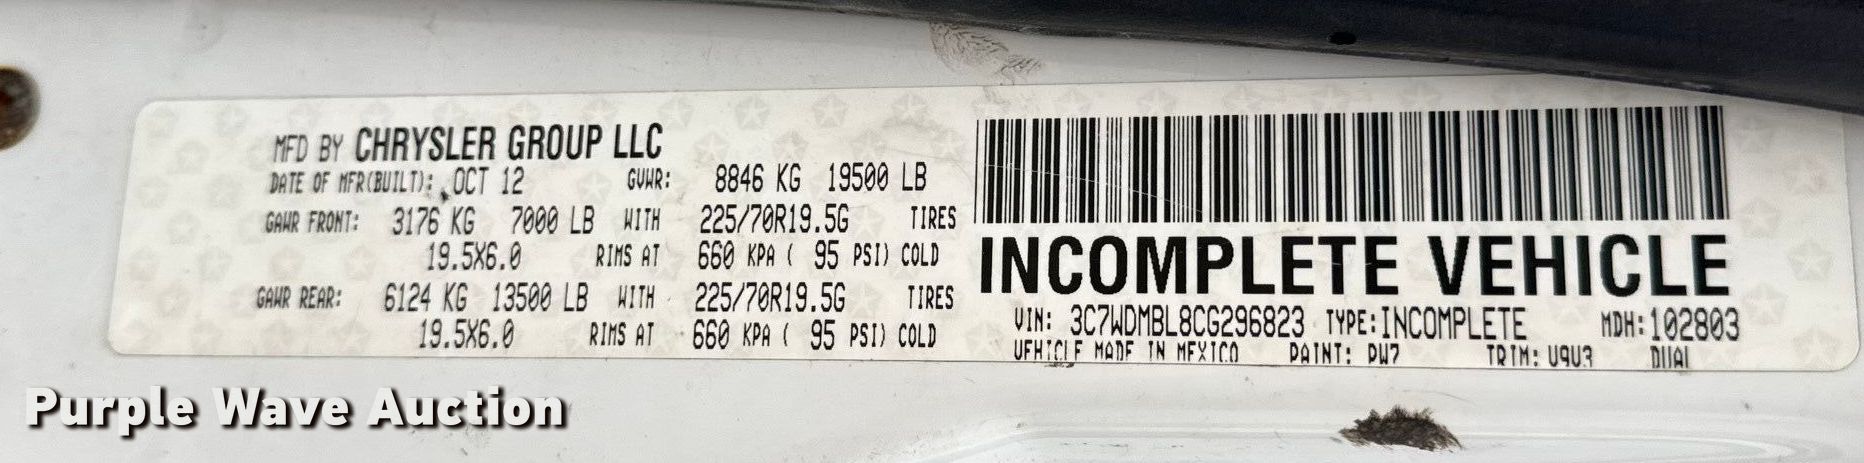 MFD BY CHRYSLER GROUP LLC
DATE OF MFR(BUILT): OCT 12 GVWR: 8846 KG 19500 LB
GAWR FRONT: 3176 KG 7000 LB WITH 225/70R19.5G TIRES
19.5X6.0 RIMS AT 660 KPA ( 95 PSI) COLD
GAWR REAR: 6124 KG 13500 LB WITH 225/70R19.5G TIRES
19.5X6.0 RIMS AT 660 KPA ( 95 PSI) COLD
INCOMPLETE VEHICLE
VIN: 3C7WDMBL8CG296823 TYPE: INCOMPLETE MDH: 102803
VEHICLE MADE IN MEXICO PAINT: PW7 TRIM: V9V3 DUAL
Purple Wave Auction